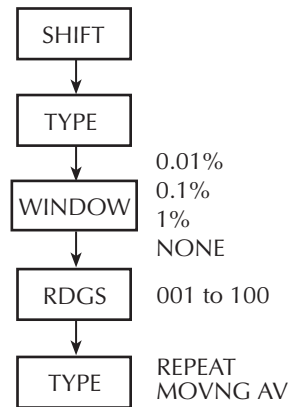 SHIFT
TYPE
0.01%
0.1%
WINDOW
1%
NONE
RDGS 001 to 100
REPEAT
TYPE
MOVNG AV